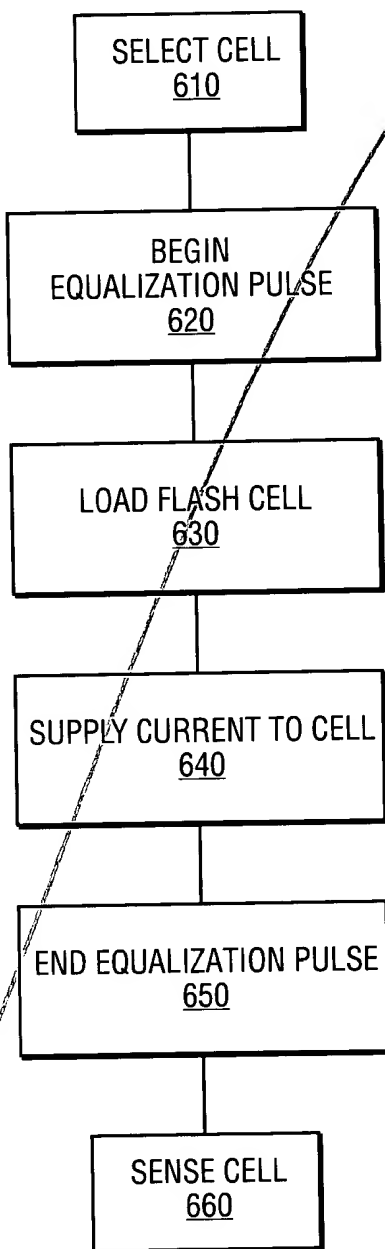 SELECT CELL
610
BEGIN
EQUALIZATION PULSE
620
LOAD FLASH CELL
630
SUPPLY CURRENT TO CELL
640
END EQUALIZATION PULSE
650
SENSE CELL
660